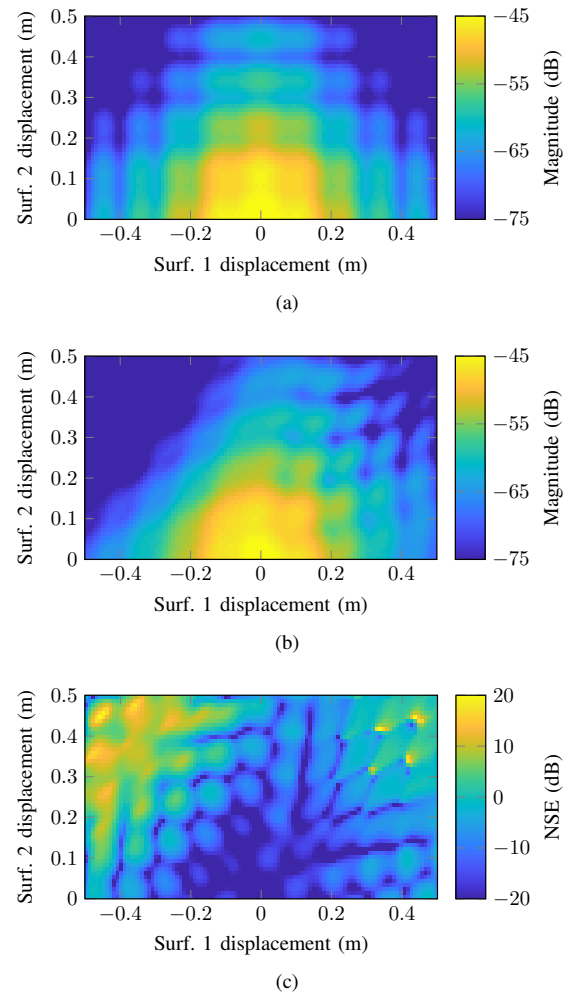 0.5
0.4
0.3
0.2
0.1
0
−0.4 −0.2 0 0.2 0.4
Surf. 1 displacement (m)
Surf. 2 displacement (m)
−45
−55
−65
−75
Magnitude (dB)
(a)
0.5
0.4
0.3
0.2
0.1
0
−0.4 −0.2 0 0.2 0.4
Surf. 1 displacement (m)
Surf. 2 displacement (m)
−45
−55
−65
−75
Magnitude (dB)
(b)
0.5
0.4
0.3
0.2
0.1
0
−0.4 −0.2 0 0.2 0.4
Surf. 1 displacement (m)
Surf. 2 displacement (m)
20
10
0
−10
−20
NSE (dB)
(c)